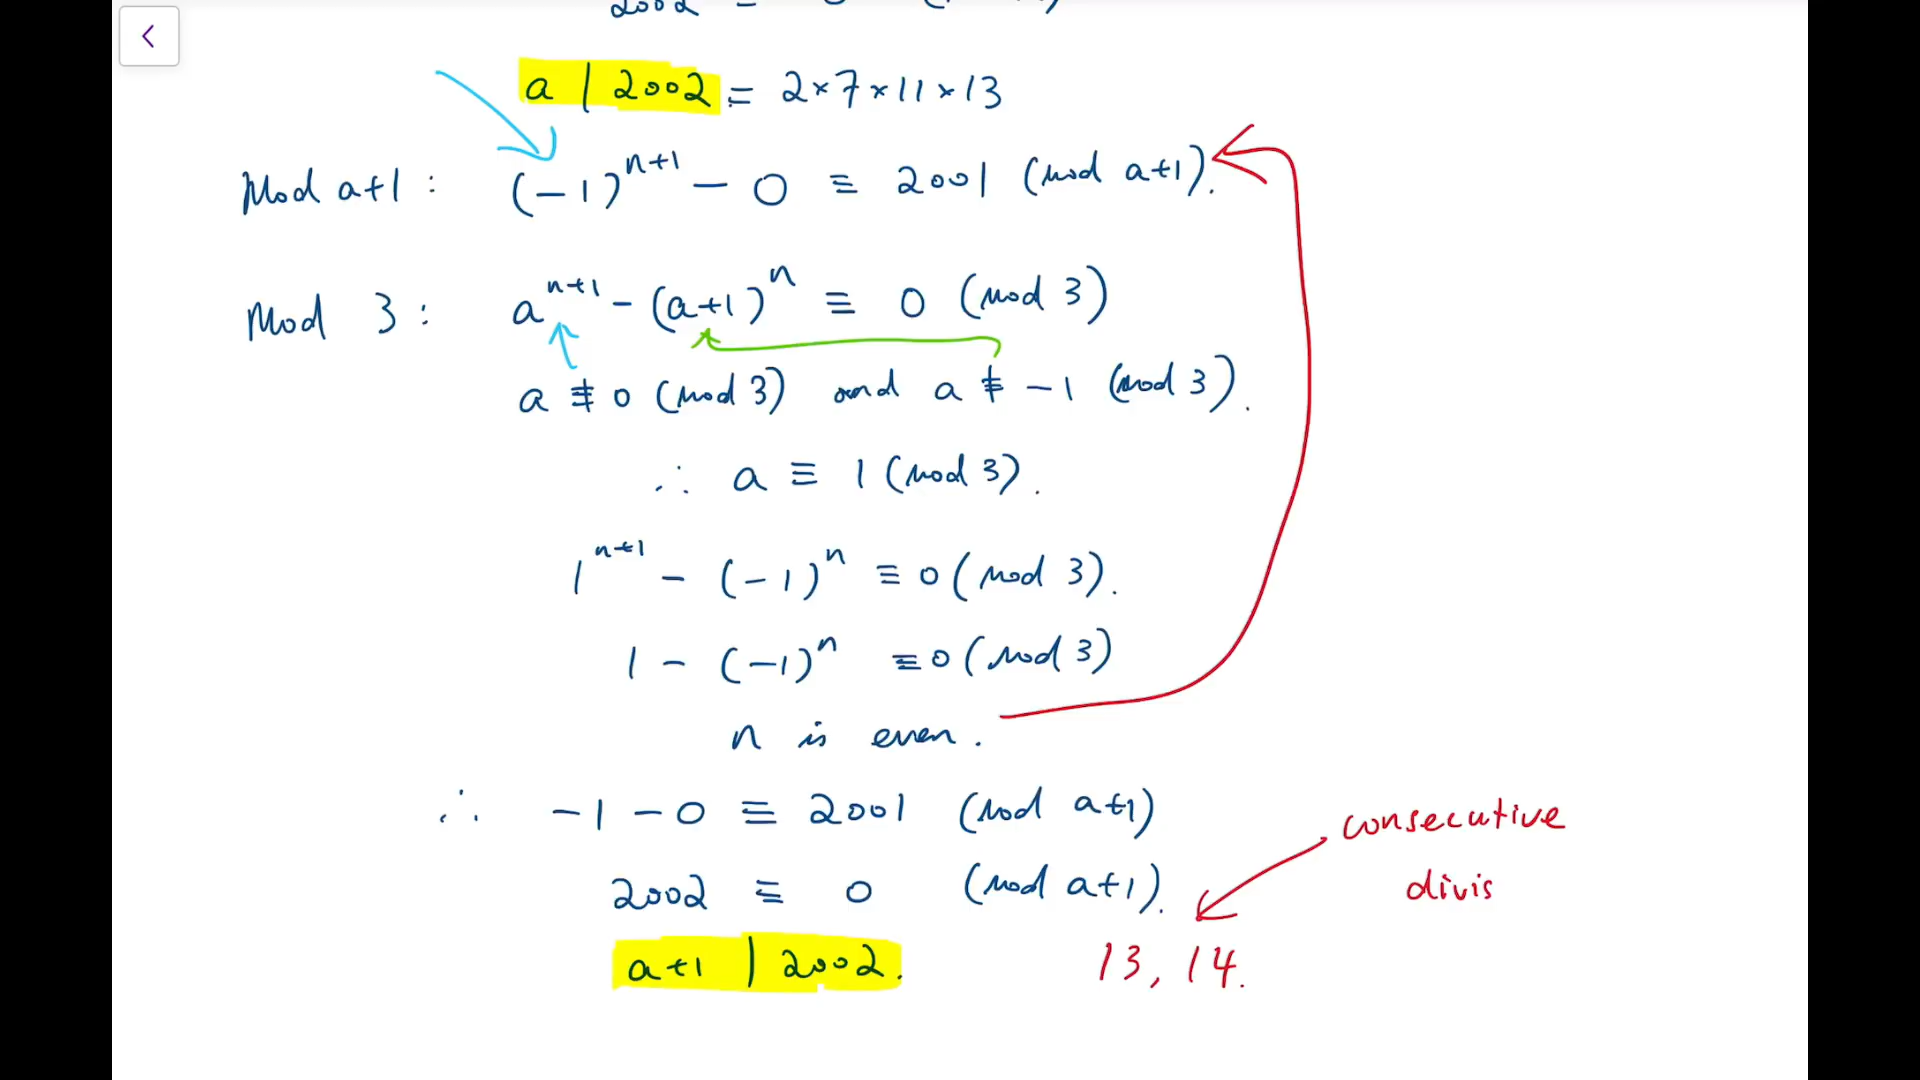 a | 2002 = 2×7×11×13
Mod a+1 : (-1)^{n+1} - 0 ≡ 2001 (mod a+1).
Mod 3 : a^{n+1} - (a+1)^n ≡ 0 (mod 3)
a ≢ 0 (mod 3) and a ≢ -1 (mod 3).
∴ a ≡ 1 (mod 3).
1^{n+1} - (-1)^n ≡ 0 (mod 3).
1 - (-1)^n ≡ 0 (mod 3)
n is even.
∴ -1 - 0 ≡ 2001 (mod a+1)
consecutive
divis
2002 ≡ 0 (mod a+1).
a+1 | 2002.
13, 14.